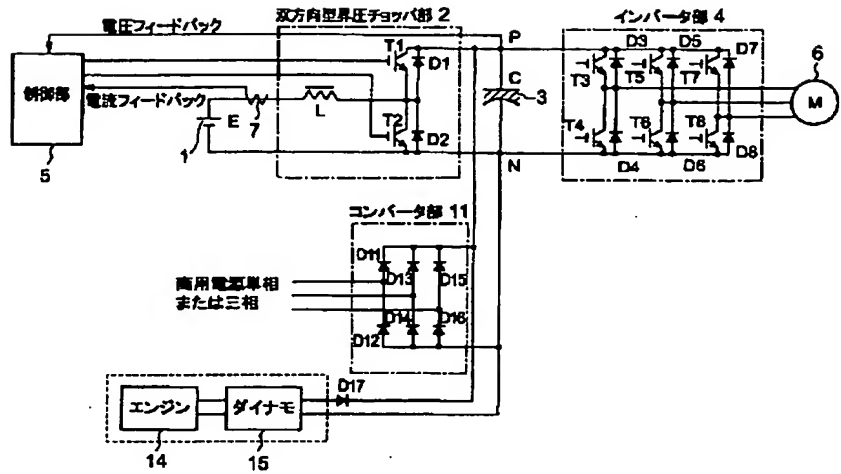 電圧フィードバック
双方向型昇圧チョッパ部 2
P
インバータ部 4
T1
D1
D3
D5
D7
6
C
制御部
電流フィードバック
T3
T5
T7
M
3
E
7
L
T2
D2
T4
T6
T8
1
5
N
D4
D6
D8
コンバータ部 11
D11
商用電源単相
または三相
D13
D15
D14
D16
D12
D17
エンジン
ダイナモ
14
15